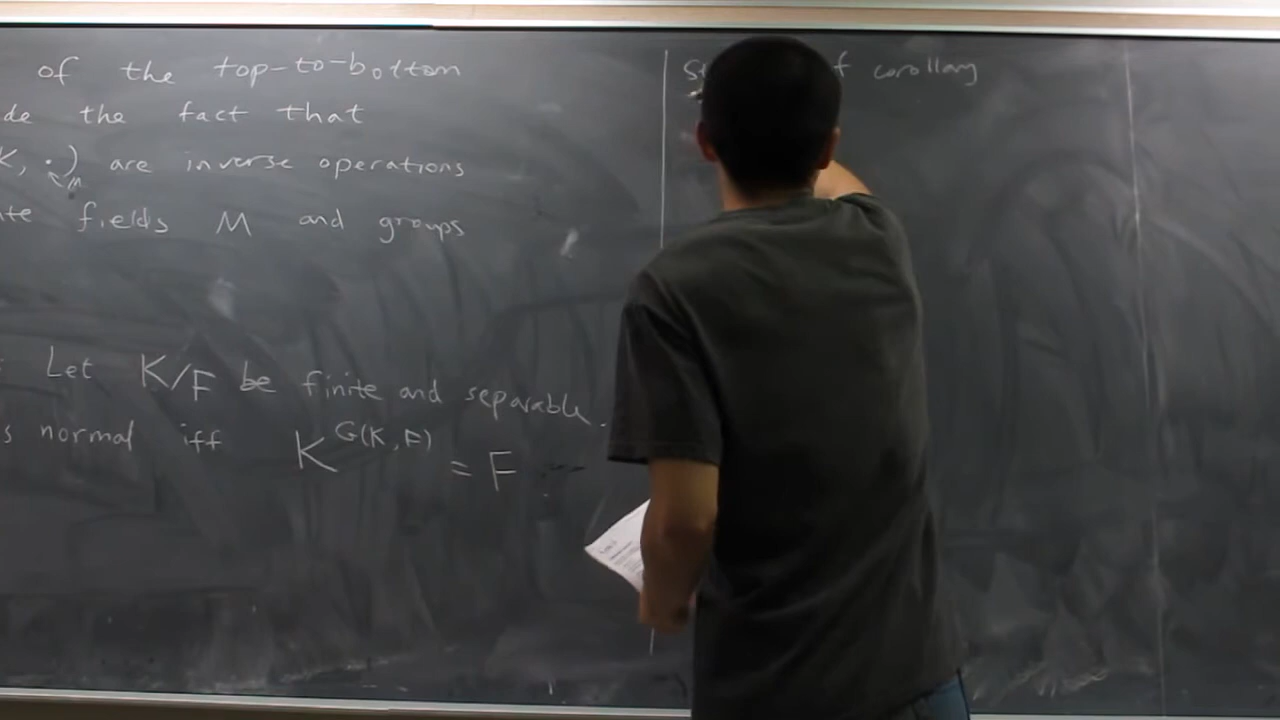 of the top-to-bottom
de the fact that
K, ·)
M
are inverse operations
te fields M and groups
Let K/F be finite and separable.
s normal iff K^{G(K,F)} = F
St f corollary